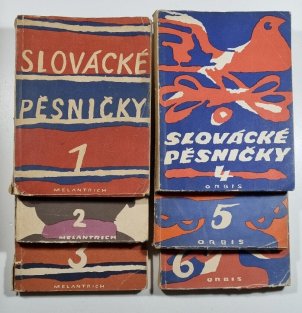 SLOVÁCKÉ
PĚSNIČKY
1
MELANTRICH
2
MELANTRICH
3
MELANTRICH
SLOVÁCKÉ
PĚSNIČKY
4
ORBIS
5
ORBIS
6
ORBIS